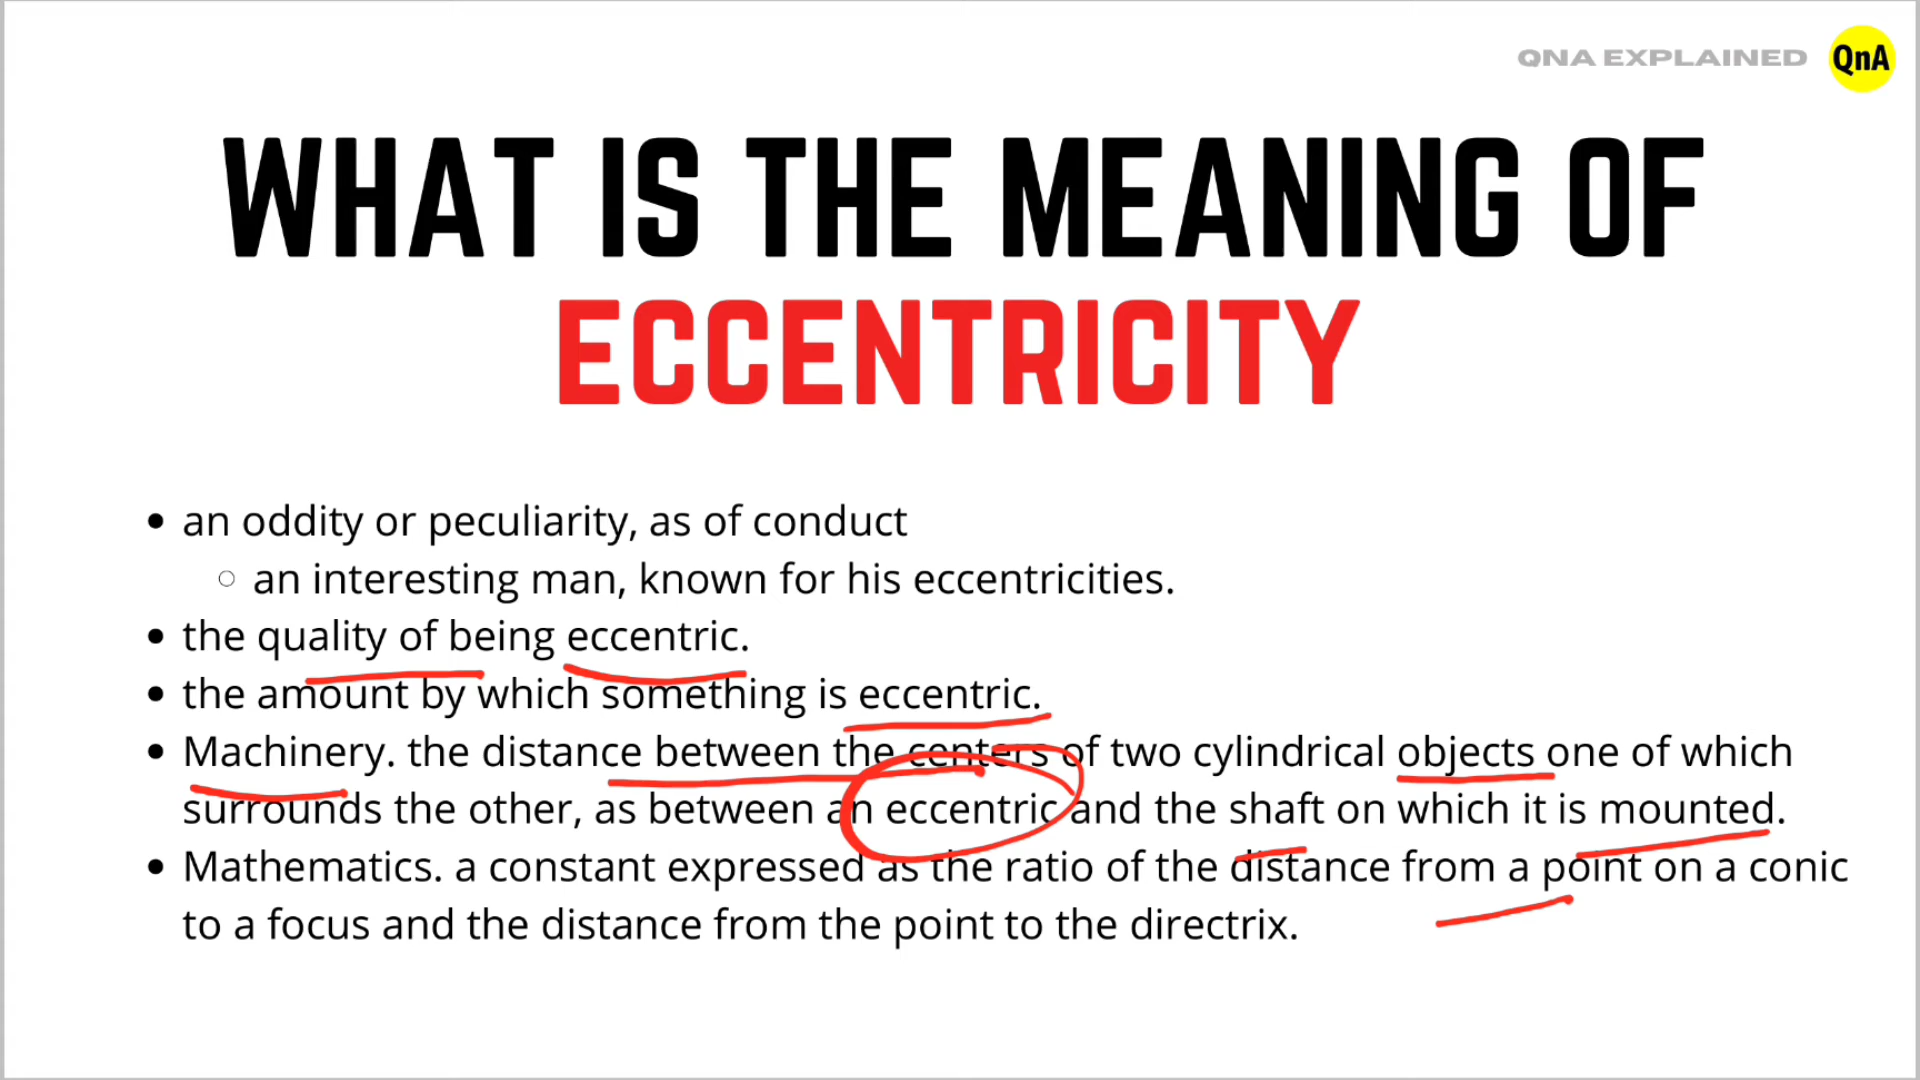 QNA EXPLAINED QnA
WHAT IS THE MEANING OF
ECCENTRICITY
• an oddity or peculiarity, as of conduct
○ an interesting man, known for his eccentricities.
• the quality of being eccentric.
• the amount by which something is eccentric.
• Machinery. the distance between the centers of two cylindrical objects one of which
surrounds the other, as between an eccentric and the shaft on which it is mounted.
• Mathematics. a constant expressed as the ratio of the distance from a point on a conic
to a focus and the distance from the point to the directrix.